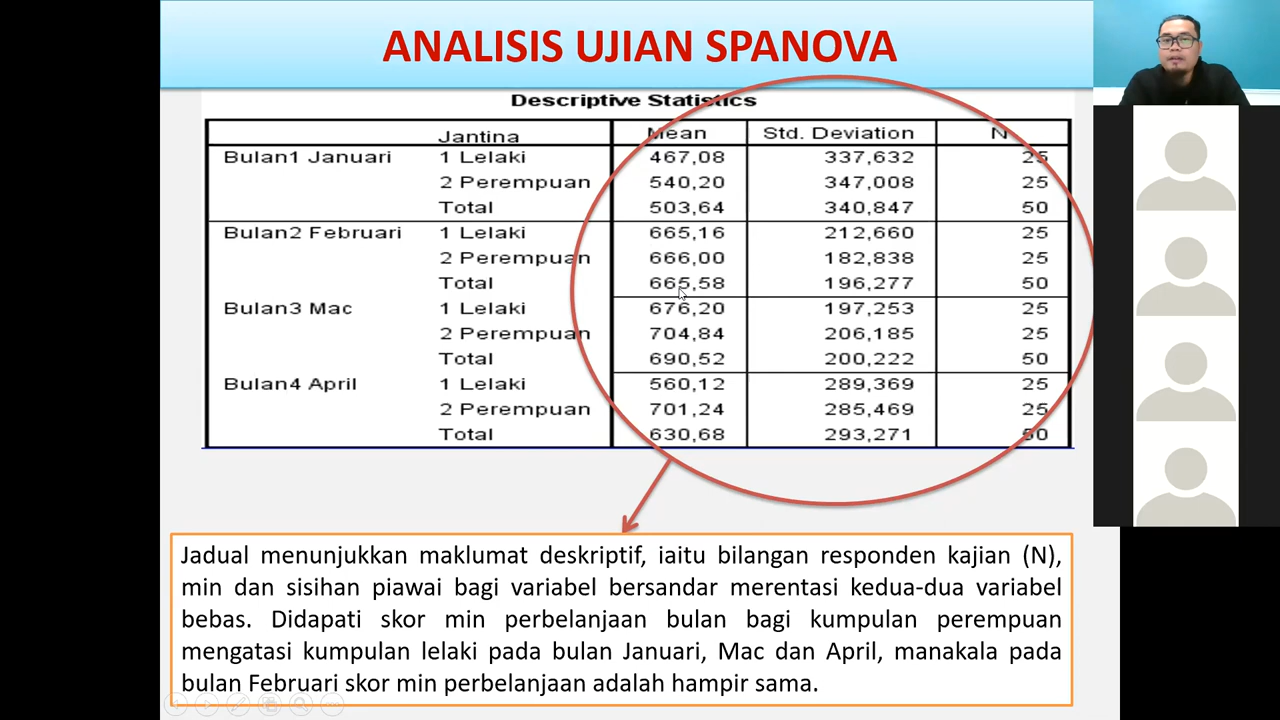 ANALISIS UJIAN SPANOVA
Descriptive Statistics
Jantina Mean Std. Deviation N
Bulan1 Januari 1 Lelaki 467,08 337,632 25
2 Perempuan 540,20 347,008 25
Total 503,64 340,847 50
Bulan2 Februari 1 Lelaki 665,16 212,660 25
2 Perempuan 666,00 182,838 25
Total 665,58 196,277 50
Bulan3 Mac 1 Lelaki 676,20 197,253 25
2 Perempuan 704,84 206,185 25
Total 690,52 200,222 50
Bulan4 April 1 Lelaki 560,12 289,369 25
2 Perempuan 701,24 285,469 25
Total 630,68 293,271 50
Jadual menunjukkan maklumat deskriptif, iaitu bilangan responden kajian (N),
min dan sisihan piawai bagi variabel bersandar merentasi kedua-dua variabel
bebas. Didapati skor min perbelanjaan bulan bagi kumpulan perempuan
mengatasi kumpulan lelaki pada bulan Januari, Mac dan April, manakala pada
bulan Februari skor min perbelanjaan adalah hampir sama.